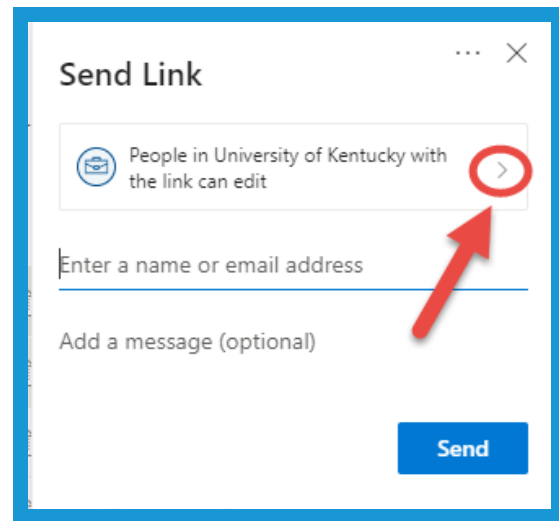 Send Link
People in University of Kentucky with
the link can edit
Enter a name or email address
Add a message (optional)
Send